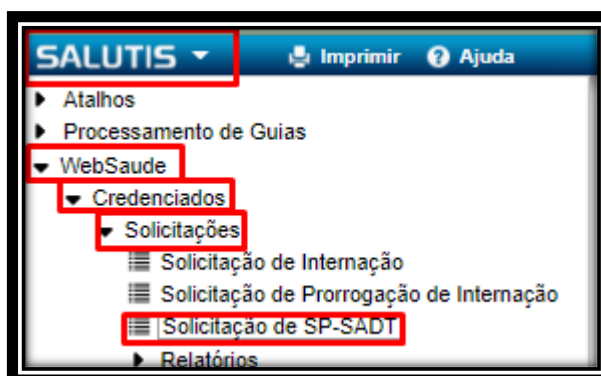 SALUTIS Imprimir Ajuda
Atalhos
Processamento de Guias
WebSaude
Credenciados
Solicitações
Solicitação de Internação
Solicitação de Prorrogação de Internação
Solicitação de SP-SADT
Relatórios